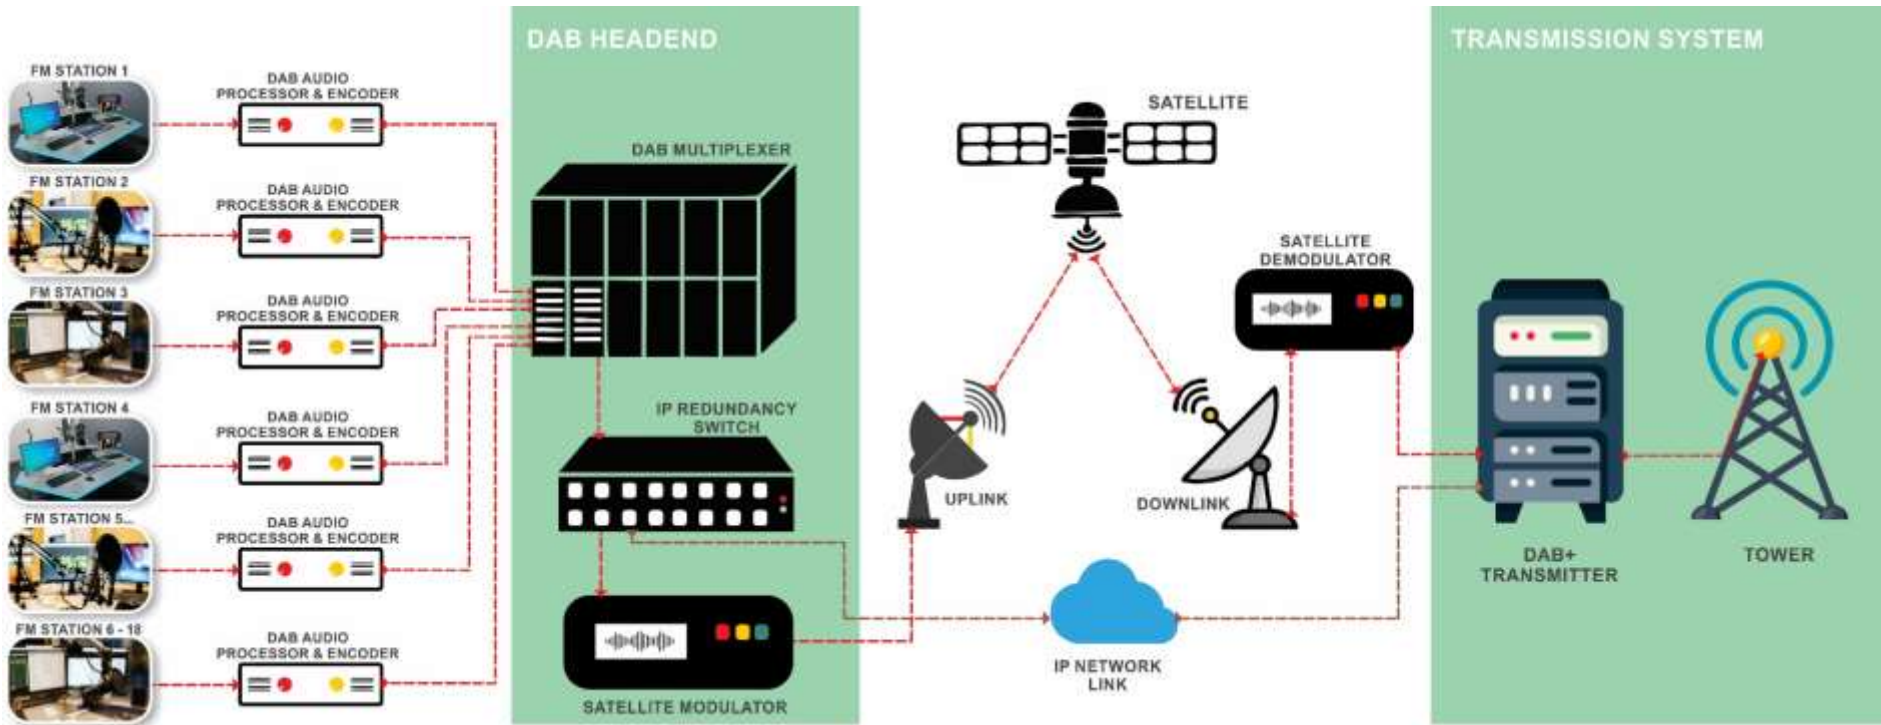 DAB HEADEND
TRANSMISSION SYSTEM
FM STATION 1
DAB AUDIO
PROCESSOR & ENCODER
FM STATION 2
DAB AUDIO
PROCESSOR & ENCODER
FM STATION 3
DAB AUDIO
PROCESSOR & ENCODER
FM STATION 4
DAB AUDIO
PROCESSOR & ENCODER
FM STATION 5...
DAB AUDIO
PROCESSOR & ENCODER
FM STATION 6 - 18
DAB AUDIO
PROCESSOR & ENCODER
DAB MULTIPLEXER
IP REDUNDANCY
SWITCH
SATELLITE MODULATOR
SATELLITE
UPLINK
DOWNLINK
SATELLITE
DEMODULATOR
IP NETWORK
LINK
DAB+
TRANSMITTER
TOWER